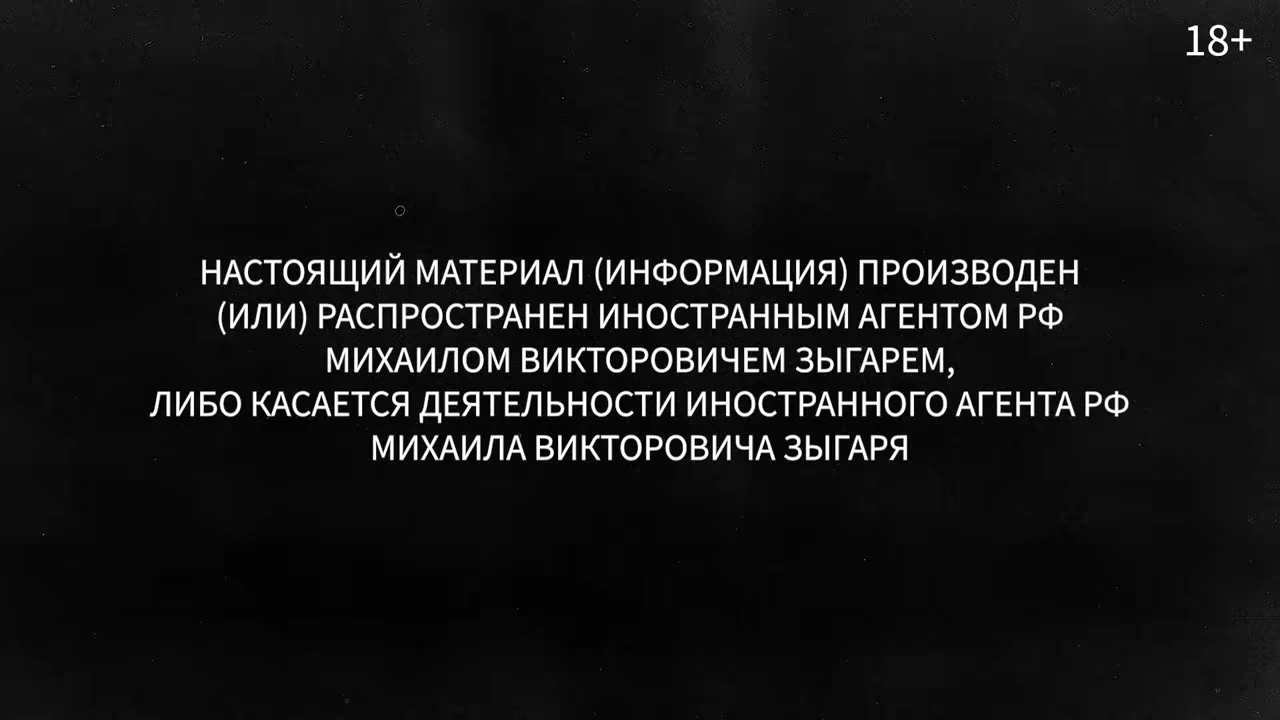 18+
НАСТОЯЩИЙ МАТЕРИАЛ (ИНФОРМАЦИЯ) ПРОИЗВОДЕН
(ИЛИ) РАСПРОСТРАНЕН ИНОСТРАННЫМ АГЕНТОМ РФ
МИХАИЛОМ ВИКТОРОВИЧЕМ ЗЫГАРЕМ,
ЛИБО КАСАЕТСЯ ДЕЯТЕЛЬНОСТИ ИНОСТРАННОГО АГЕНТА РФ
МИХАИЛА ВИКТОРОВИЧА ЗЫГАРЯ